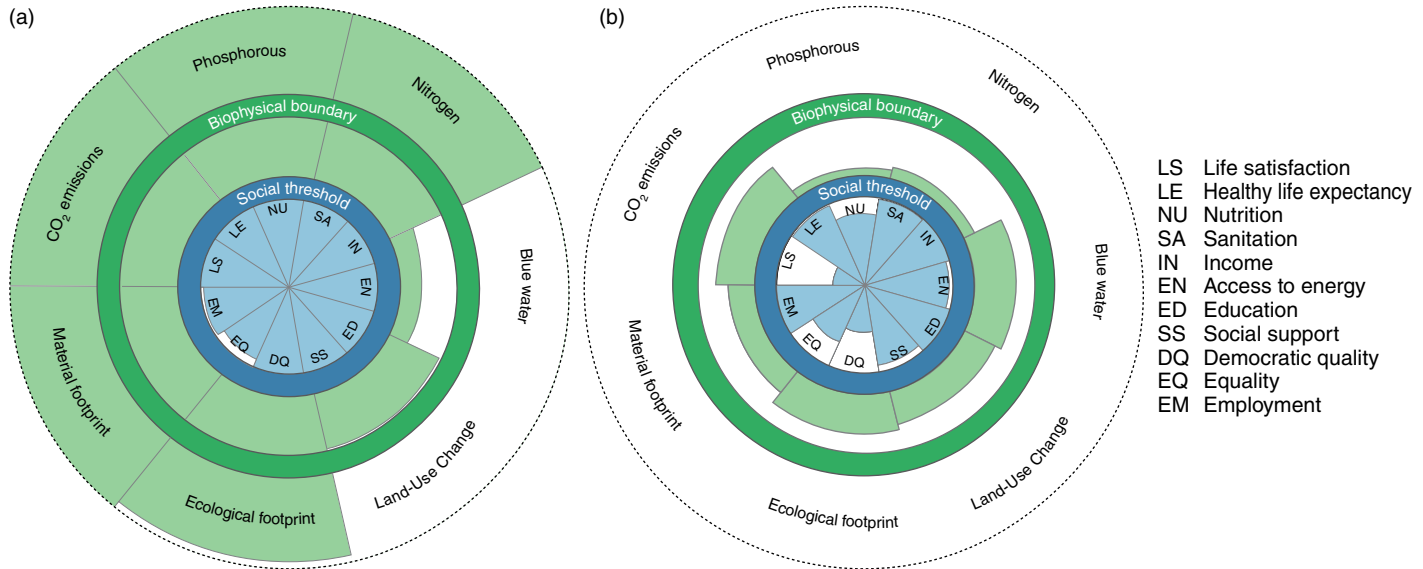 (a)
Phosphorous
Nitrogen
CO2 emissions
Biophysical boundary
Social threshold
NU
SA
LE
IN
LS
EN
EM
ED
EQ
DQ
SS
Blue water
Material footprint
Land-Use Change
Ecological footprint
(b)
Phosphorous
Nitrogen
CO2 emissions
Biophysical boundary
Social threshold
NU
SA
LE
IN
LS
EN
EM
ED
EQ
DQ
SS
Blue water
Material footprint
Land-Use Change
Ecological footprint
LS Life satisfaction
LE Healthy life expectancy
NU Nutrition
SA Sanitation
IN Income
EN Access to energy
ED Education
SS Social support
DQ Democratic quality
EQ Equality
EM Employment